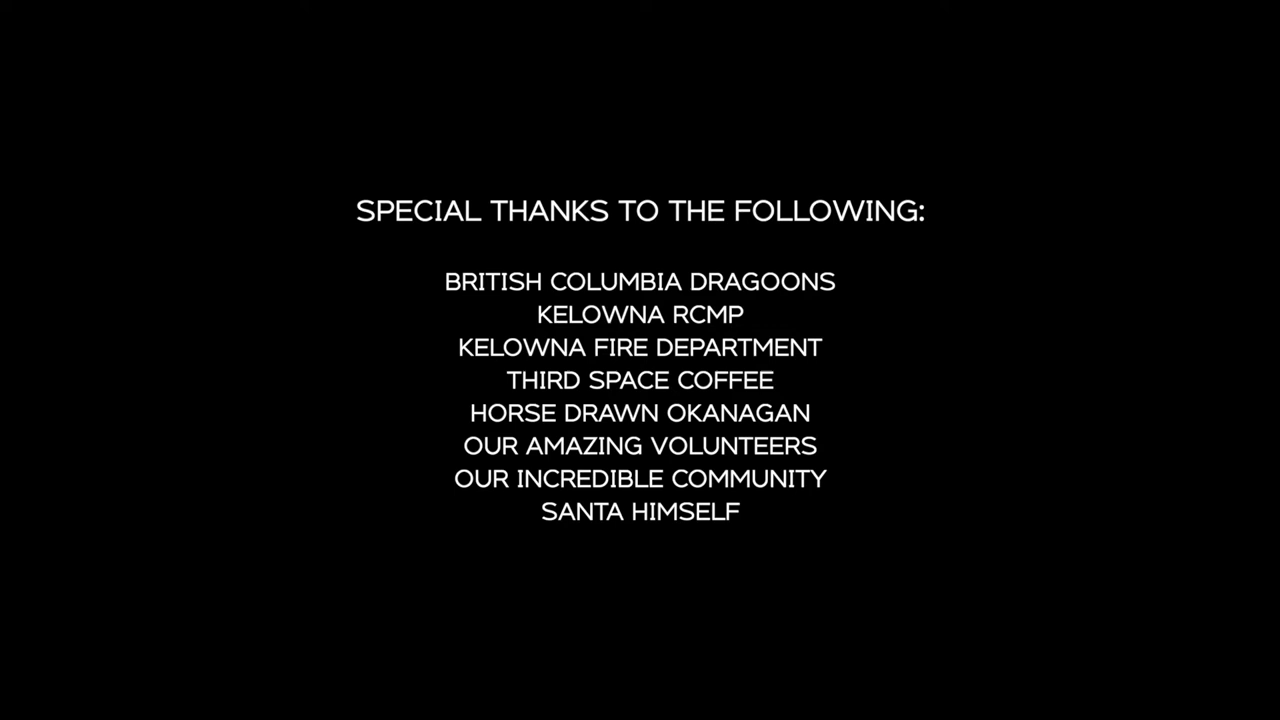 SPECIAL THANKS TO THE FOLLOWING:
BRITISH COLUMBIA DRAGOONS
KELOWNA RCMP
KELOWNA FIRE DEPARTMENT
THIRD SPACE COFFEE
HORSE DRAWN OKANAGAN
OUR AMAZING VOLUNTEERS
OUR INCREDIBLE COMMUNITY
SANTA HIMSELF